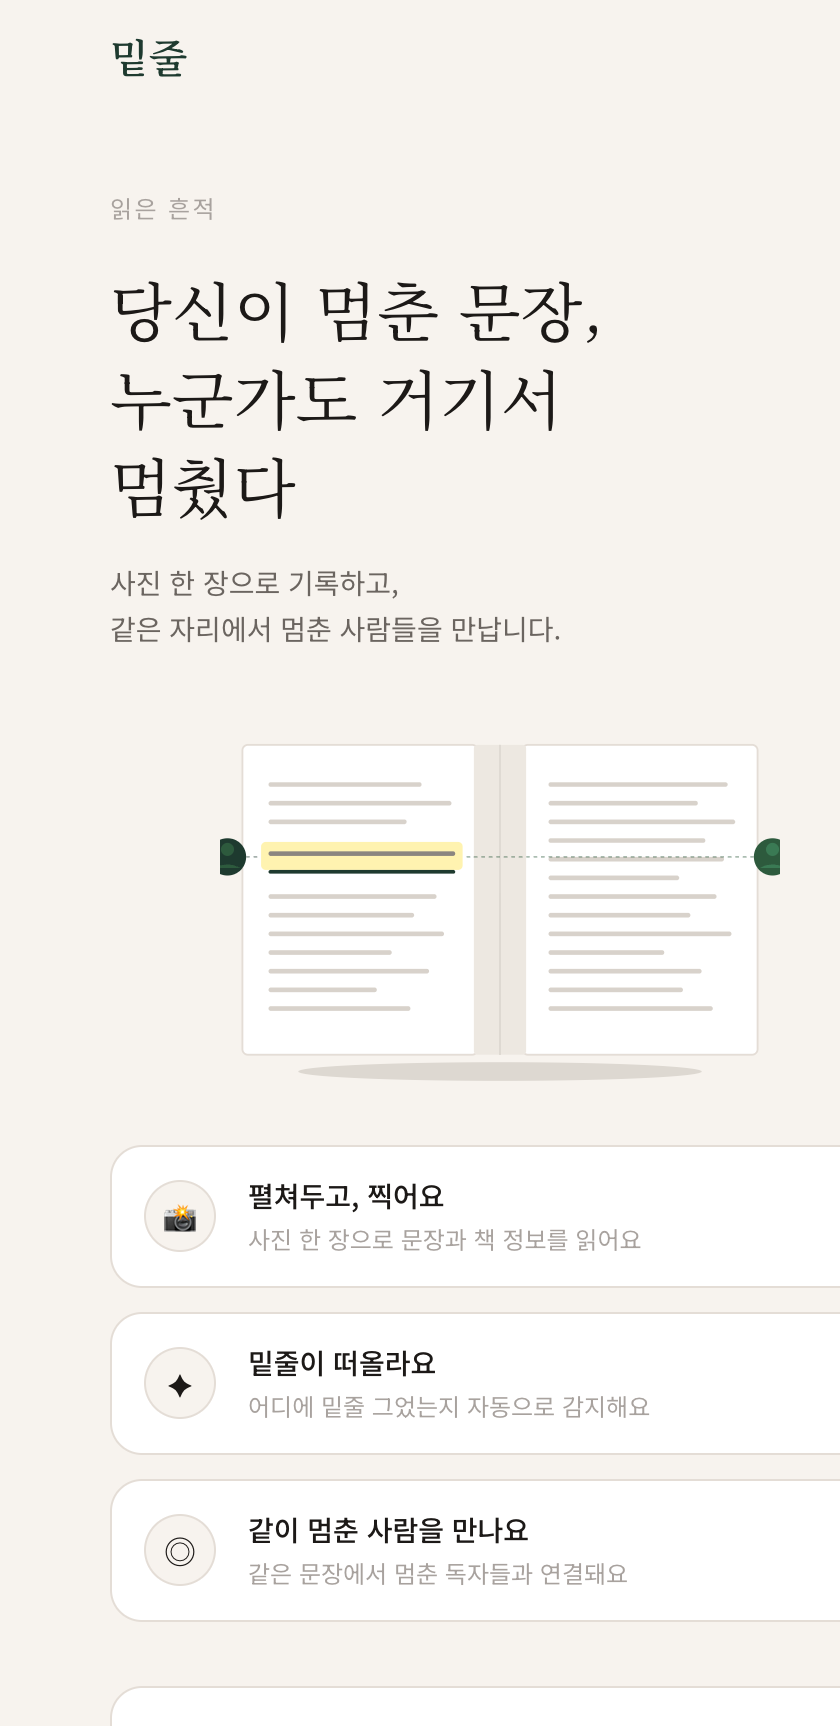 밑줄
읽은 흔적
당신이 멈춘 문장,
누군가도 거기서
멈췄다
사진 한 장으로 기록하고,
같은 자리에서 멈춘 사람들을 만납니다.
펼쳐두고, 찍어요
사진 한 장으로 문장과 책 정보를 읽어요
밑줄이 떠올라요
어디에 밑줄 그었는지 자동으로 감지해요
같이 멈춘 사람을 만나요
같은 문장에서 멈춘 독자들과 연결돼요